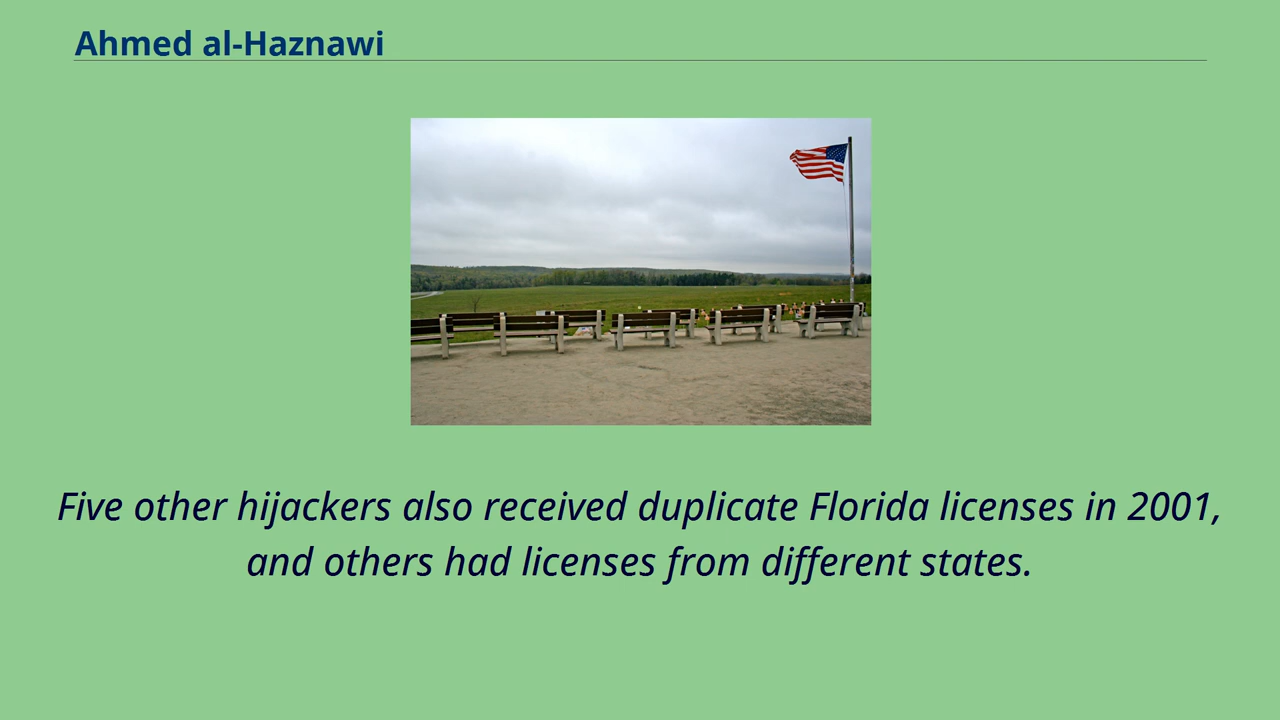 Ahmed al-Haznawi
Five other hijackers also received duplicate Florida licenses in 2001,
and others had licenses from different states.